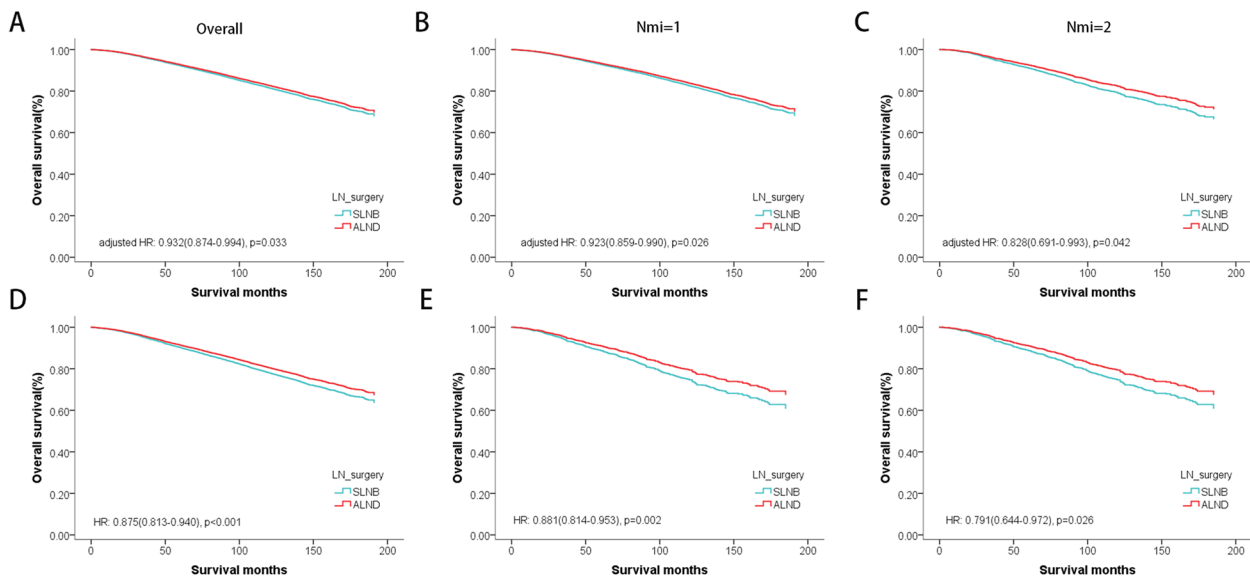 A
Overall
Overall survival(%)
1.00
0.80
0.60
0.40
0.20
0.00
LN_surgery
SLNB
ALND
adjusted HR: 0.932(0.874-0.994), p=0.033
0
50
100
150
200
Survival months
B
Nmi=1
Overall survival(%)
1.00
0.80
0.60
0.40
0.20
0.00
LN_surgery
SLNB
ALND
adjusted HR: 0.923(0.859-0.990), p=0.026
0
50
100
150
200
Survival months
C
Nmi=2
Overall survival(%)
1.00
0.80
0.60
0.40
0.20
0.00
LN_surgery
SLNB
ALND
adjusted HR: 0.828(0.691-0.993), p=0.042
0
50
100
150
200
Survival months
D
Overall survival(%)
1.00
0.80
0.60
0.40
0.20
0.00
LN_surgery
SLNB
ALND
HR: 0.875(0.813-0.940), p<0.001
0
50
100
150
200
Survival months
E
Overall survival(%)
1.00
0.80
0.60
0.40
0.20
0.00
LN_surgery
SLNB
ALND
HR: 0.881(0.814-0.953), p=0.002
0
50
100
150
200
Survival months
F
Overall survival(%)
1.00
0.80
0.60
0.40
0.20
0.00
LN_surgery
SLNB
ALND
HR: 0.791(0.644-0.972), p=0.026
0
50
100
150
200
Survival months